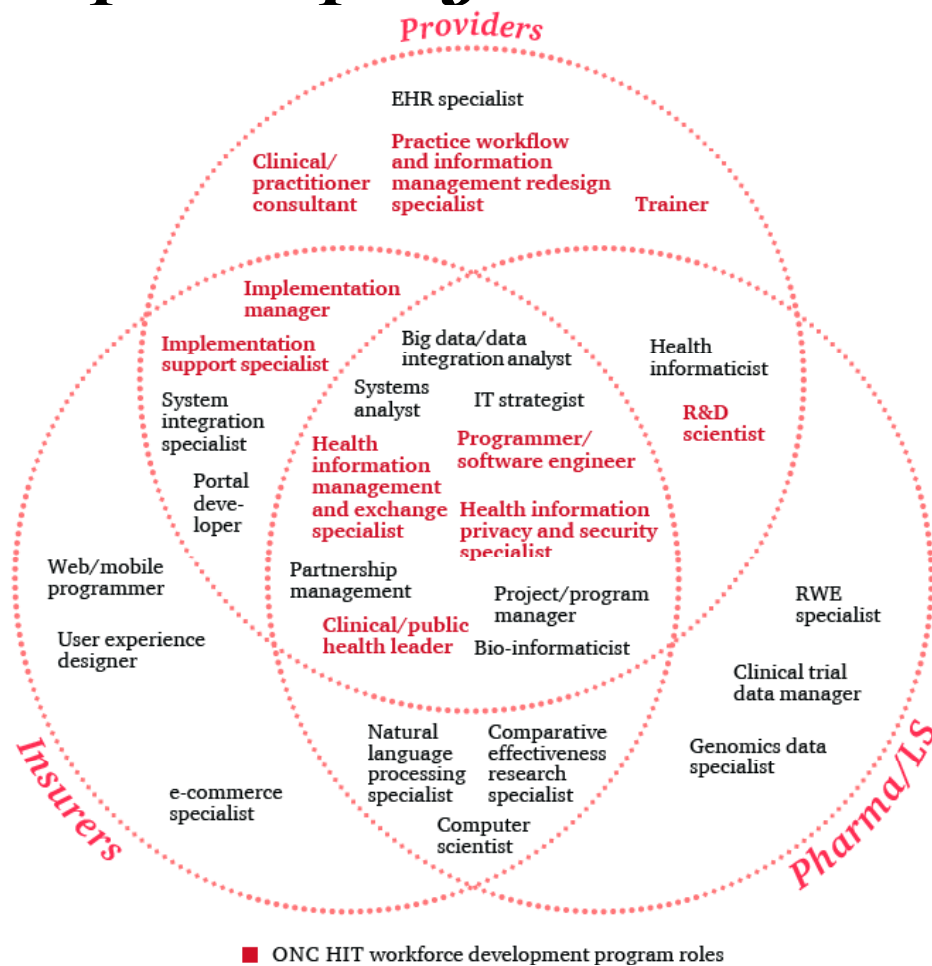 Providers
EHR specialist
Clinical/
practitioner
consultant
Practice workflow
and information
management redesign
specialist
Trainer
Implementation
manager
Implementation
support specialist
System
integration
specialist
Portal
deve-
loper
Big data/data
integration analyst
Systems
analyst
IT strategist
Health
information
management
and exchange
specialist
Programmer/
software engineer
Health information
privacy and security
specialist
Health
informaticist
R&D
scientist
Partnership
management
Project/program
manager
Clinical/public
health leader
Bio-informaticist
Web/mobile
programmer
User experience
designer
e-commerce
specialist
Insurers
Natural
language
processing
specialist
Comparative
effectiveness
research
specialist
Computer
scientist
RWE
specialist
Clinical trial
data manager
Genomics data
specialist
Pharma/LS
ONC HIT workforce development program roles